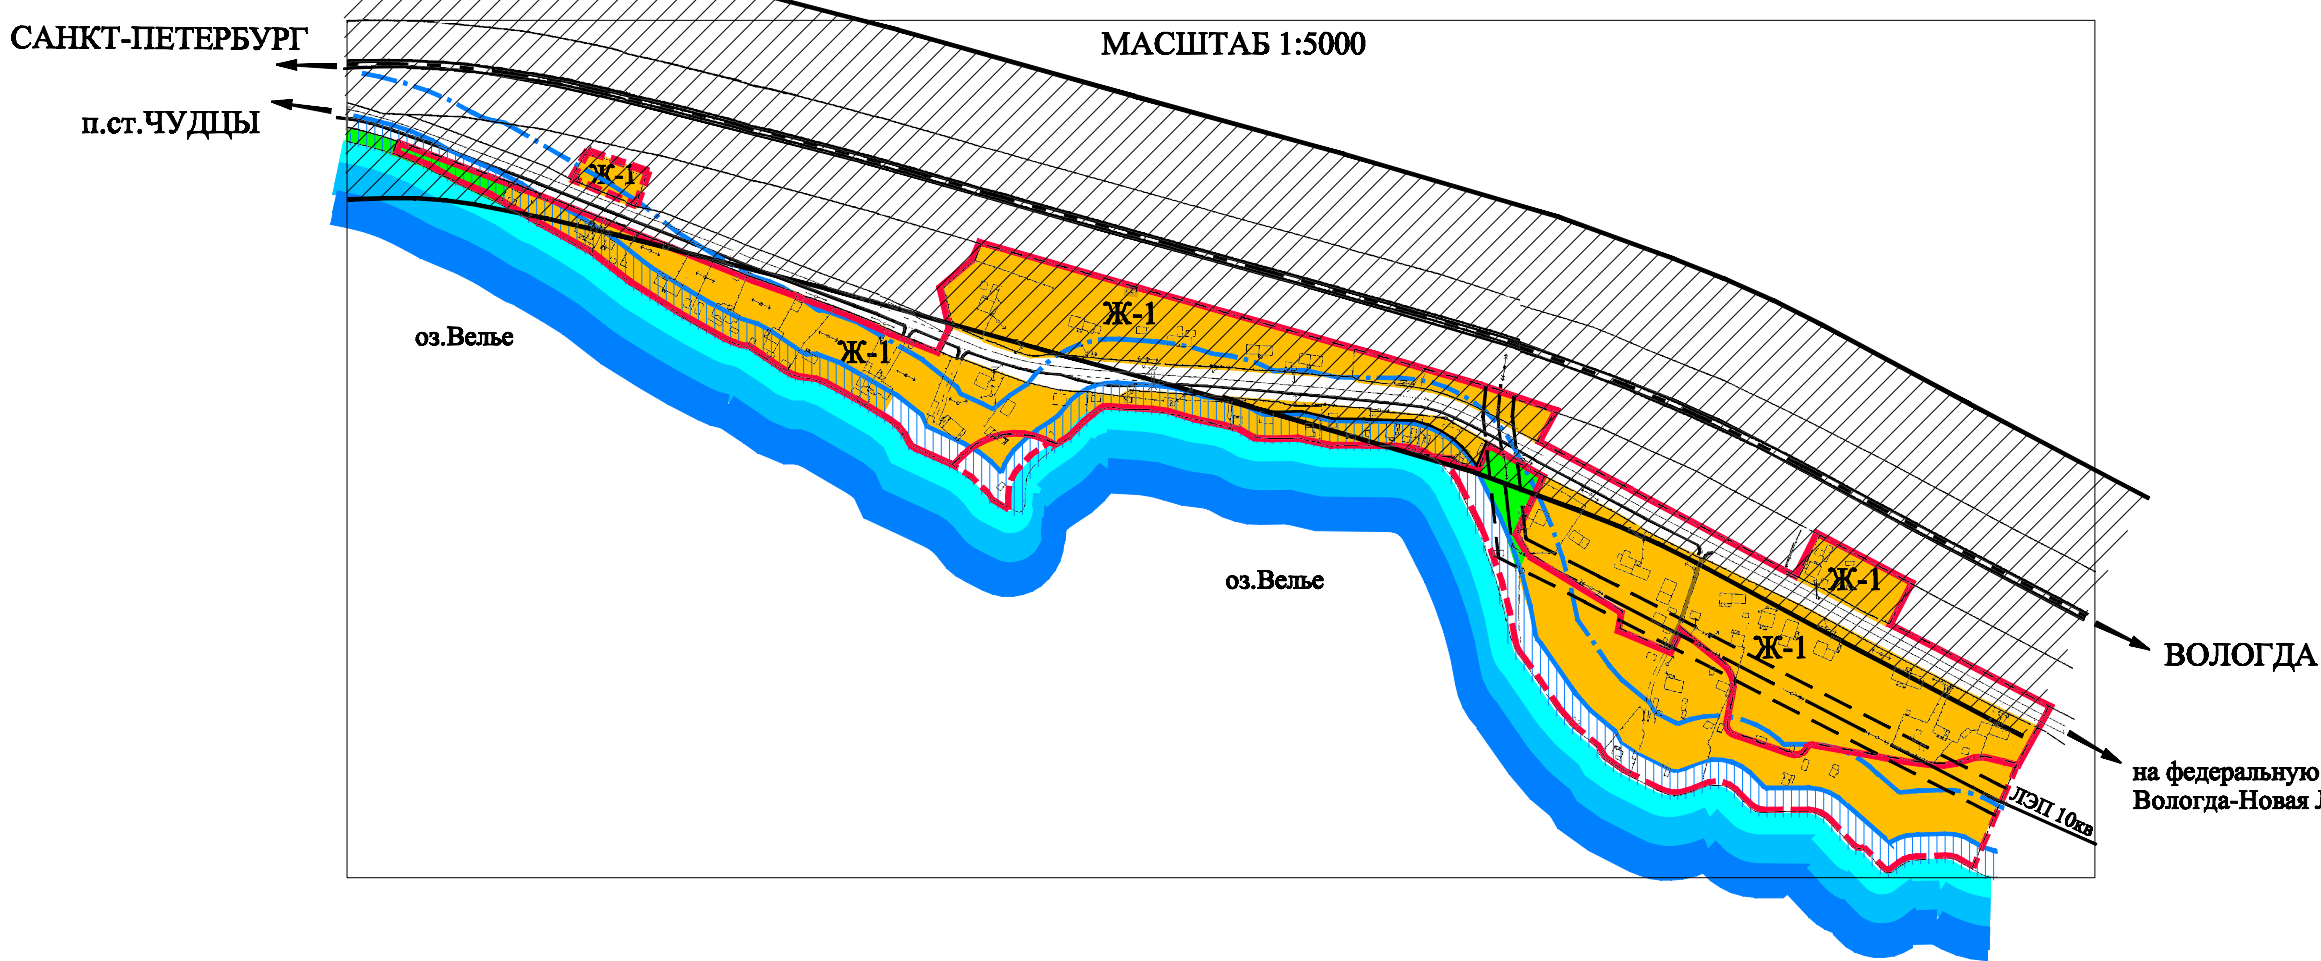 САНКТ-ПЕТЕРБУРГ
МАСШТАБ 1:5000
п.ст.ЧУДЦЫ
Ж-1
Ж-1
оз.Велье
Ж-1
оз.Велье
Ж-1
Ж-1
ВОЛОГДА
на федеральную
Вологда-Новая
ЛЭП 10кв